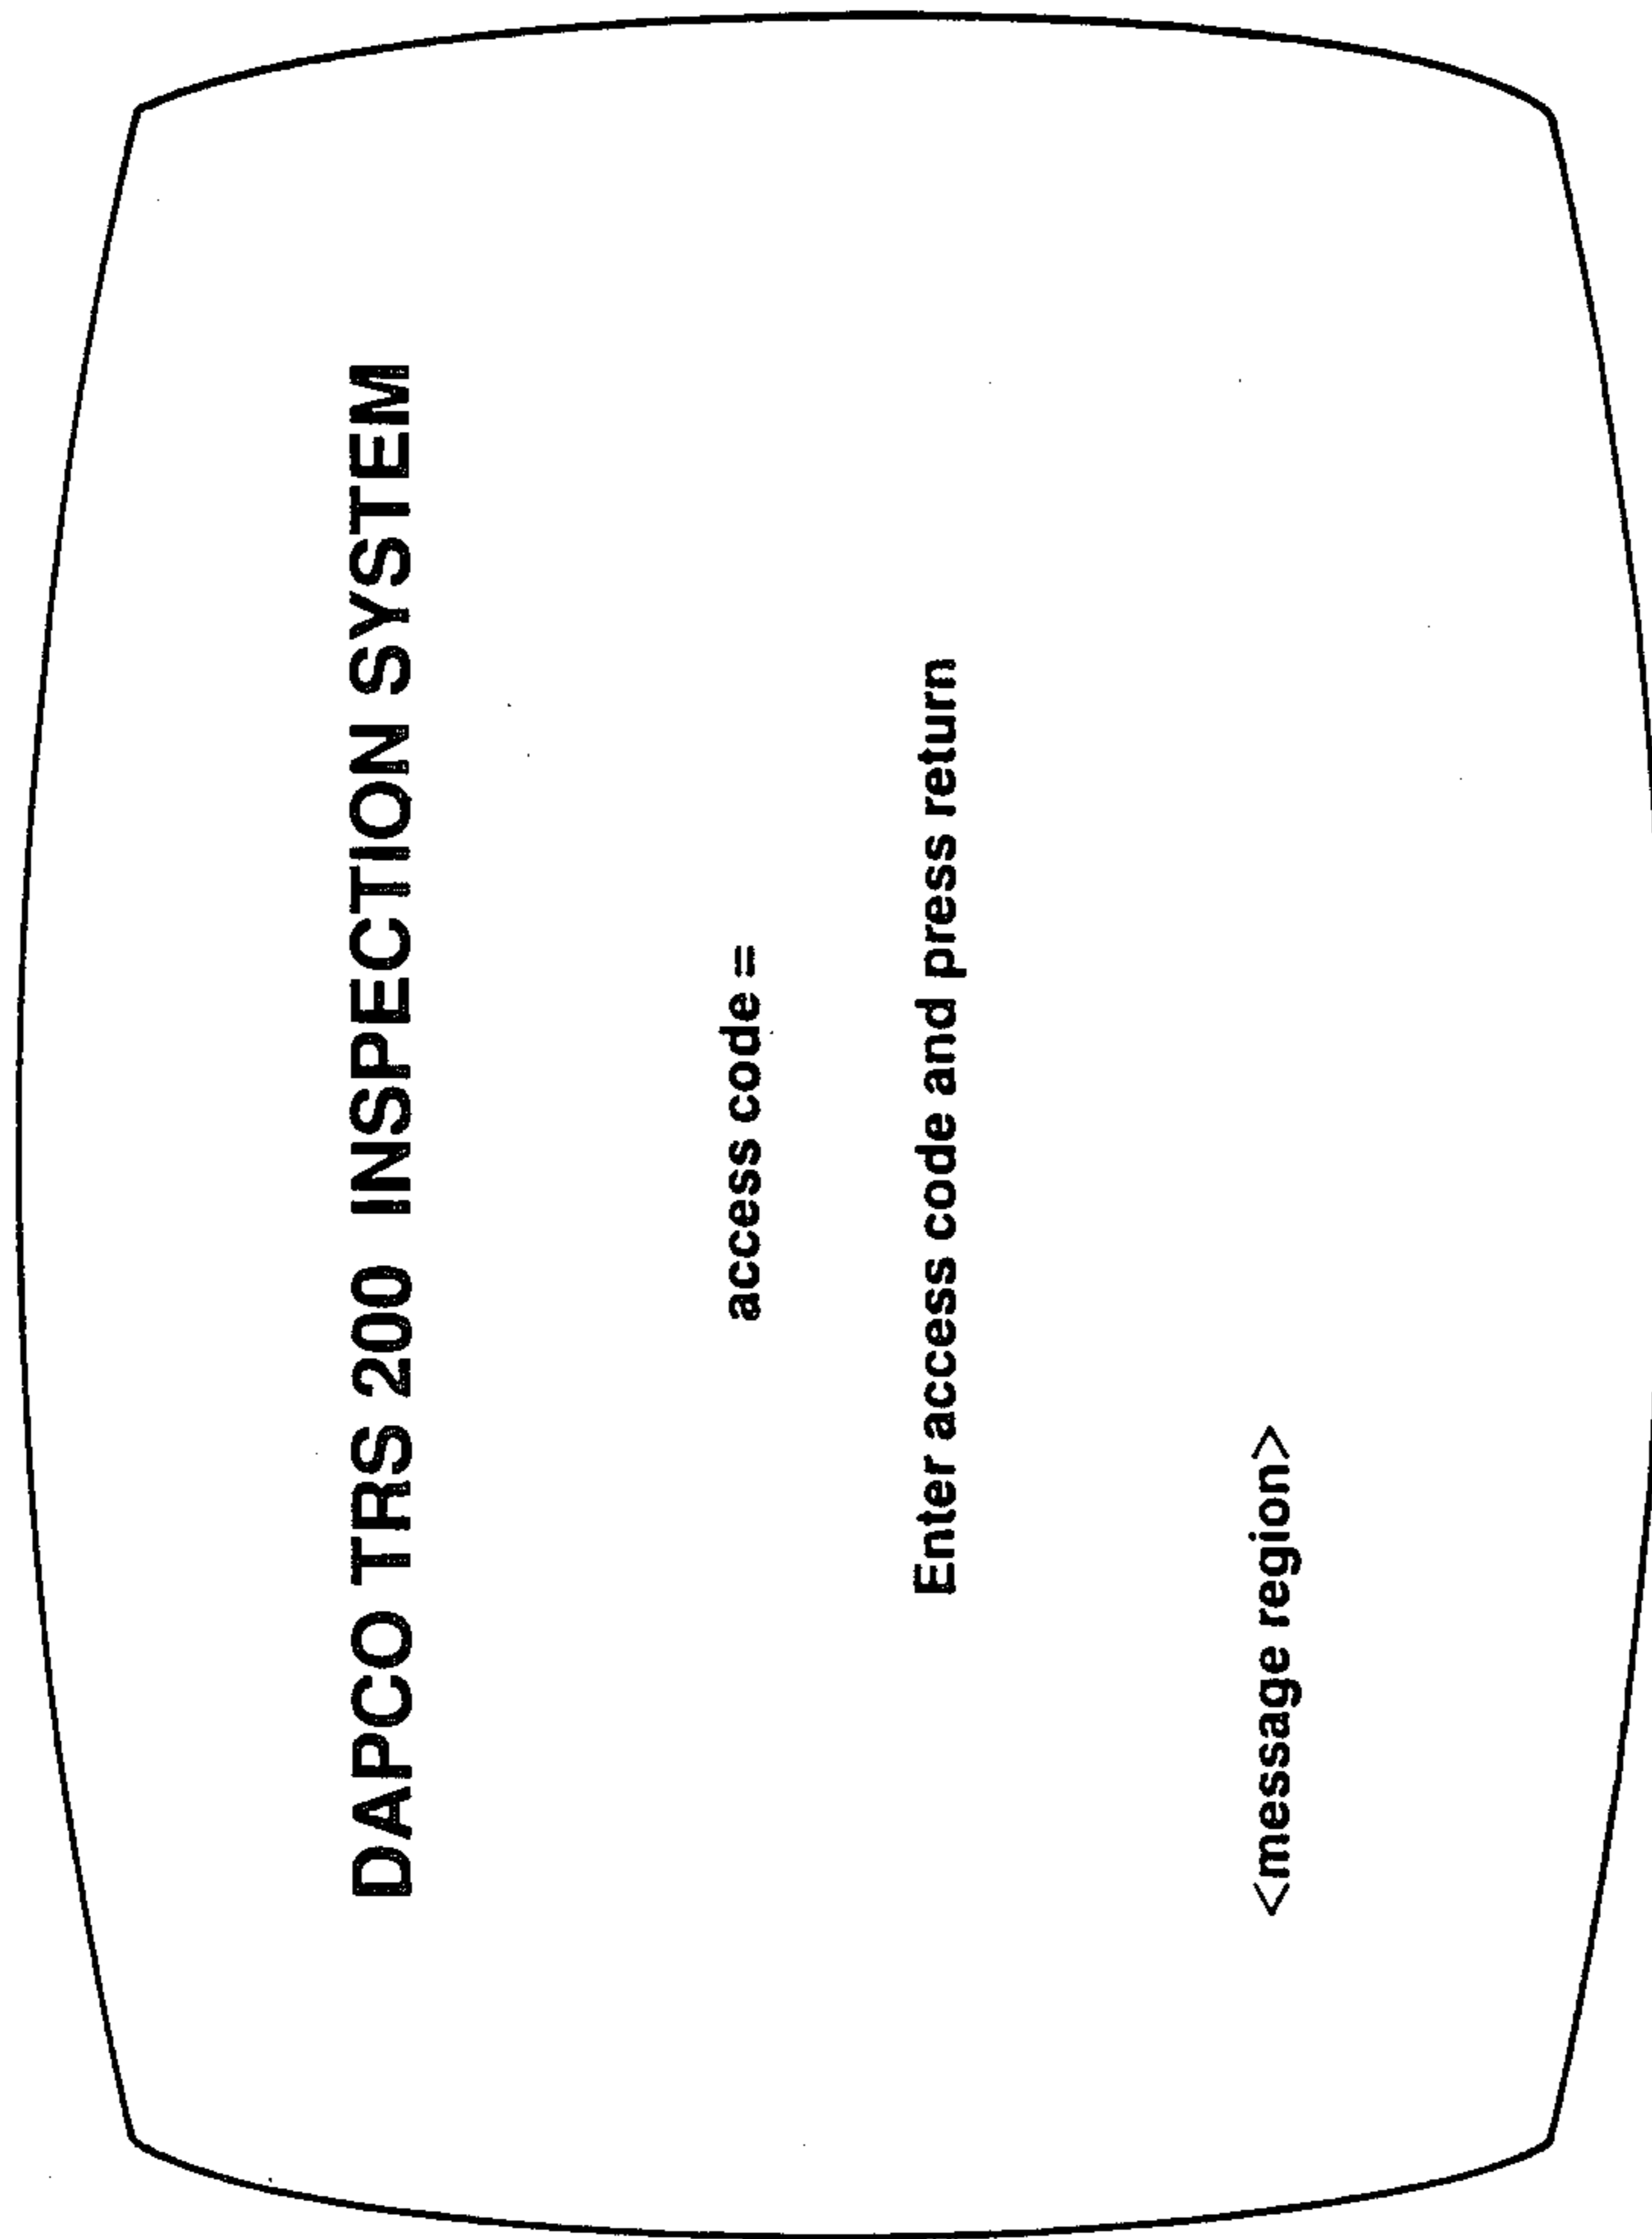 DAPCO TRS 200 INSPECTION SYSTEM
access code =
Enter access code and press return
<message region>